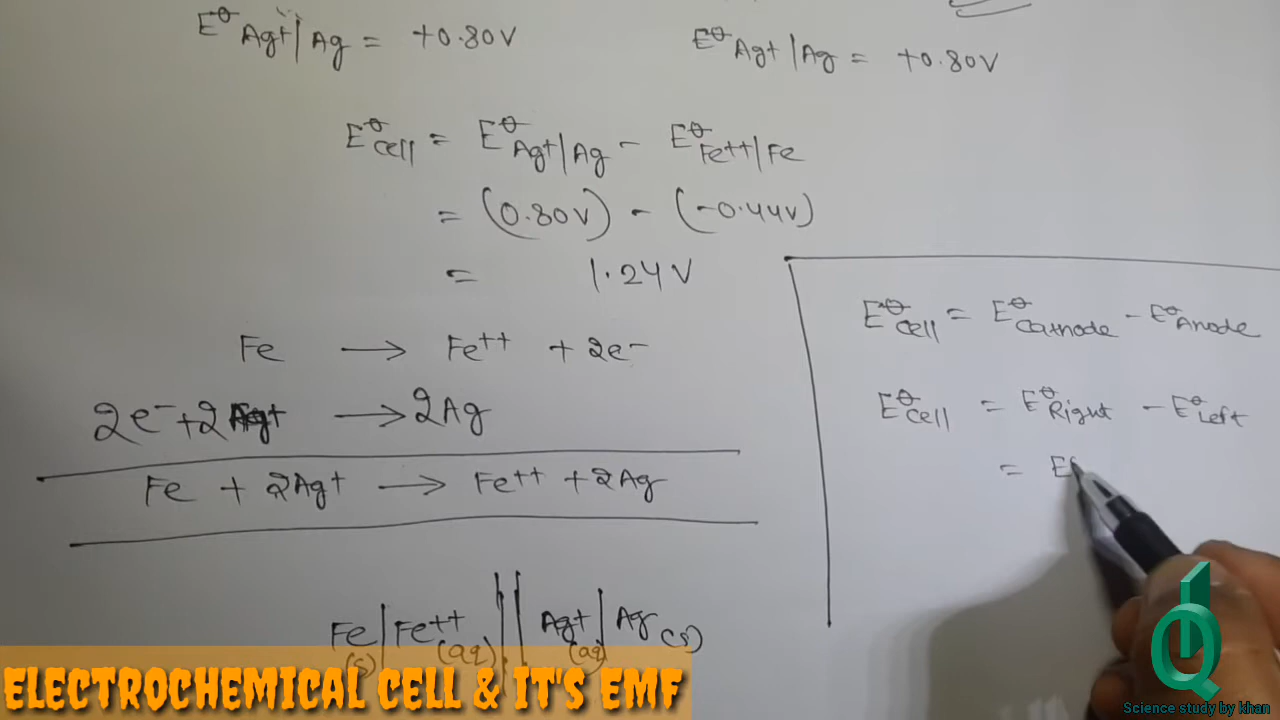 E⊖Ag+|Ag = +0.80V
E⊖Ag+|Ag = +0.80V
E⊖Cell = E⊖Ag+|Ag - E⊖Fe++|Fe
= (0.80V) - (-0.44V)
= 1.24V
Fe → Fe++ + 2e-
2e- + 2Ag+ → 2Ag
Fe + 2Ag+ → Fe++ + 2Ag
Fe(s)|Fe++(aq)||Ag+(aq)|Ag(s)
E⊖Cell = E⊖Cathode - E⊖Anode
E⊖Cell = E⊖Right - E⊖Left
= E
ELECTROCHEMICAL CELL & IT'S EMF
Science study by khan